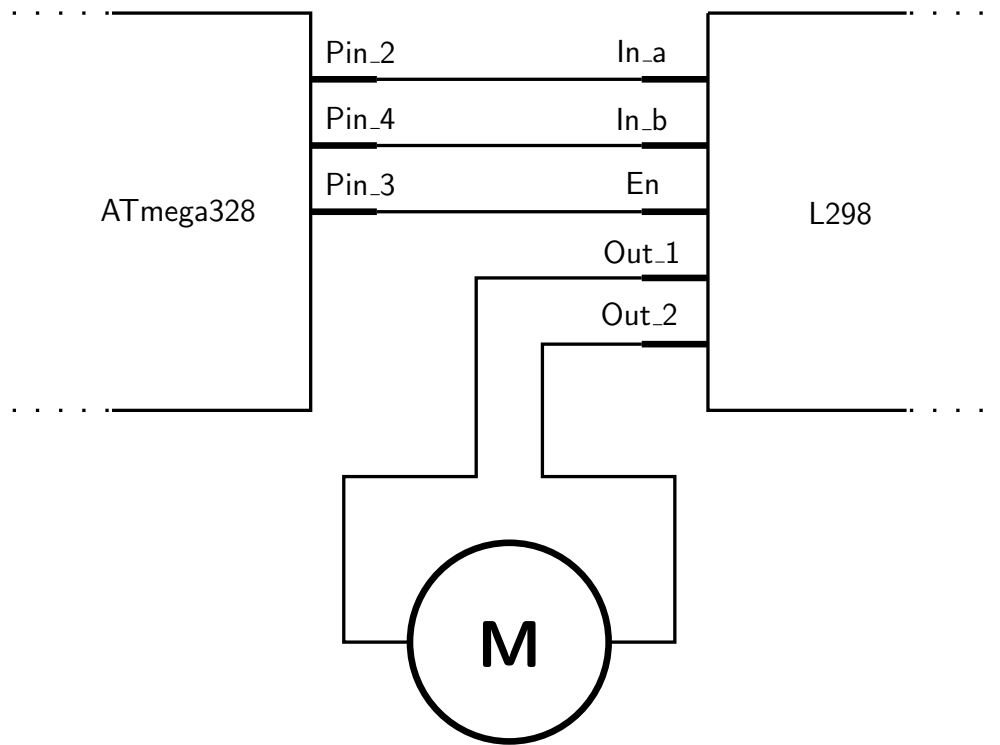 Pin_2
In_a
Pin_4
In_b
Pin_3
En
ATmega328
L298
Out_1
Out_2
M